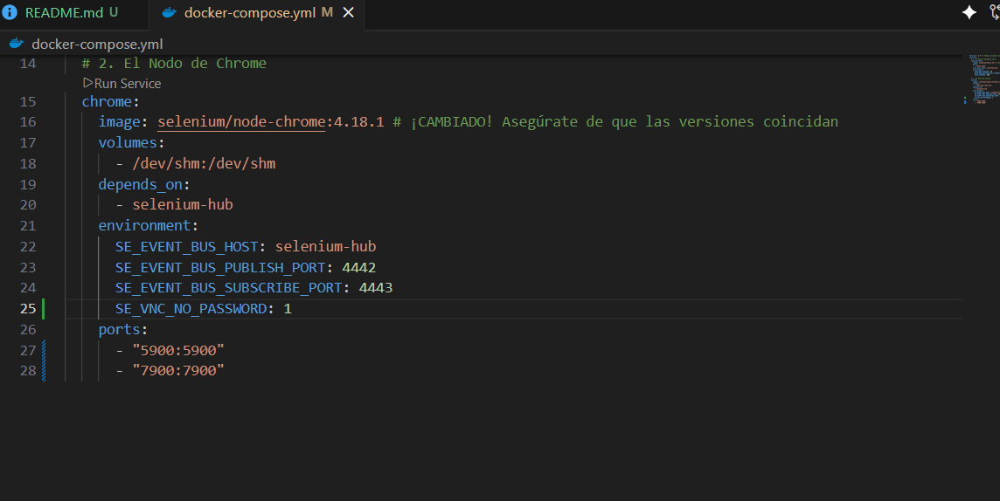 README.md U
docker-compose.yml M
docker-compose.yml
14 # 2. El Nodo de Chrome
Run Service
15 chrome:
16 image: selenium/node-chrome:4.18.1 # ¡CAMBIADO! Asegúrate de que las versiones coincidan
17 volumes:
18 - /dev/shm:/dev/shm
19 depends_on:
20 - selenium-hub
21 environment:
22 SE_EVENT_BUS_HOST: selenium-hub
23 SE_EVENT_BUS_PUBLISH_PORT: 4442
24 SE_EVENT_BUS_SUBSCRIBE_PORT: 4443
25 SE_VNC_NO_PASSWORD: 1
26 ports:
27 - "5900:5900"
28 - "7900:7900"